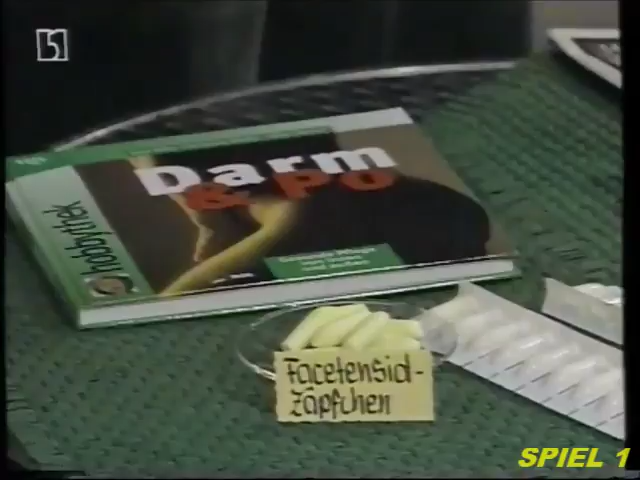 Darm
& Po
hobbythek
Facetensid-
Zäpfchen
SPIEL 1